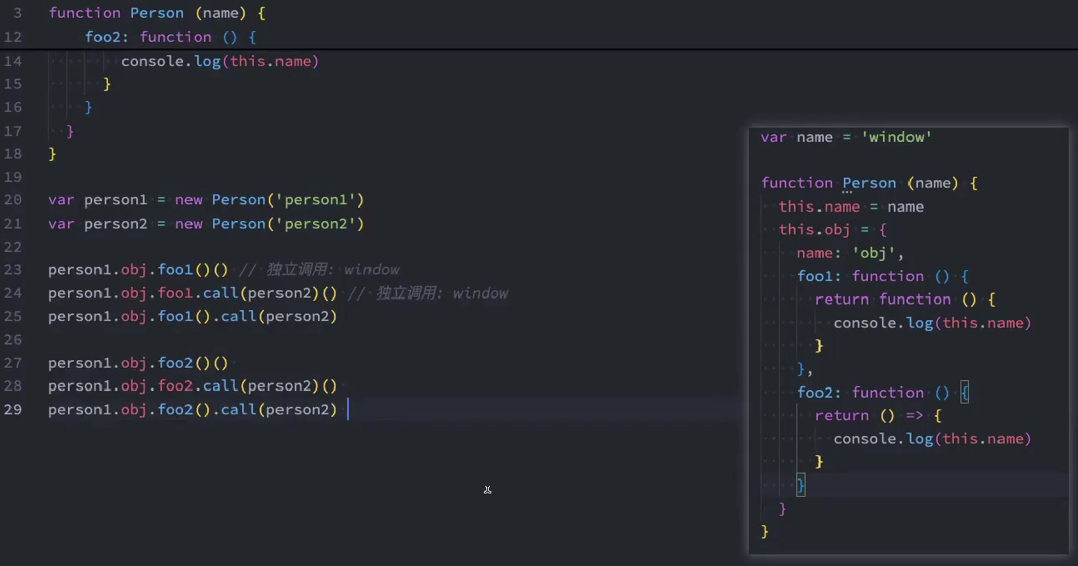 3 function Person (name) {
12 foo2: function () {
14 console.log(this.name)
15 }
16 }
17 }
18 }
19
20 var person1 = new Person('person1')
21 var person2 = new Person('person2')
22
23 person1.obj.foo1()() // 独立调用: window
24 person1.obj.foo1.call(person2)() // 独立调用: window
25 person1.obj.foo1().call(person2)
26
27 person1.obj.foo2()()
28 person1.obj.foo2.call(person2)()
29 person1.obj.foo2().call(person2)
var name = 'window'
function Person (name) {
this.name = name
this.obj = {
name: 'obj',
foo1: function () {
return function () {
console.log(this.name)
}
},
foo2: function () {
return () => {
console.log(this.name)
}
}
}
}